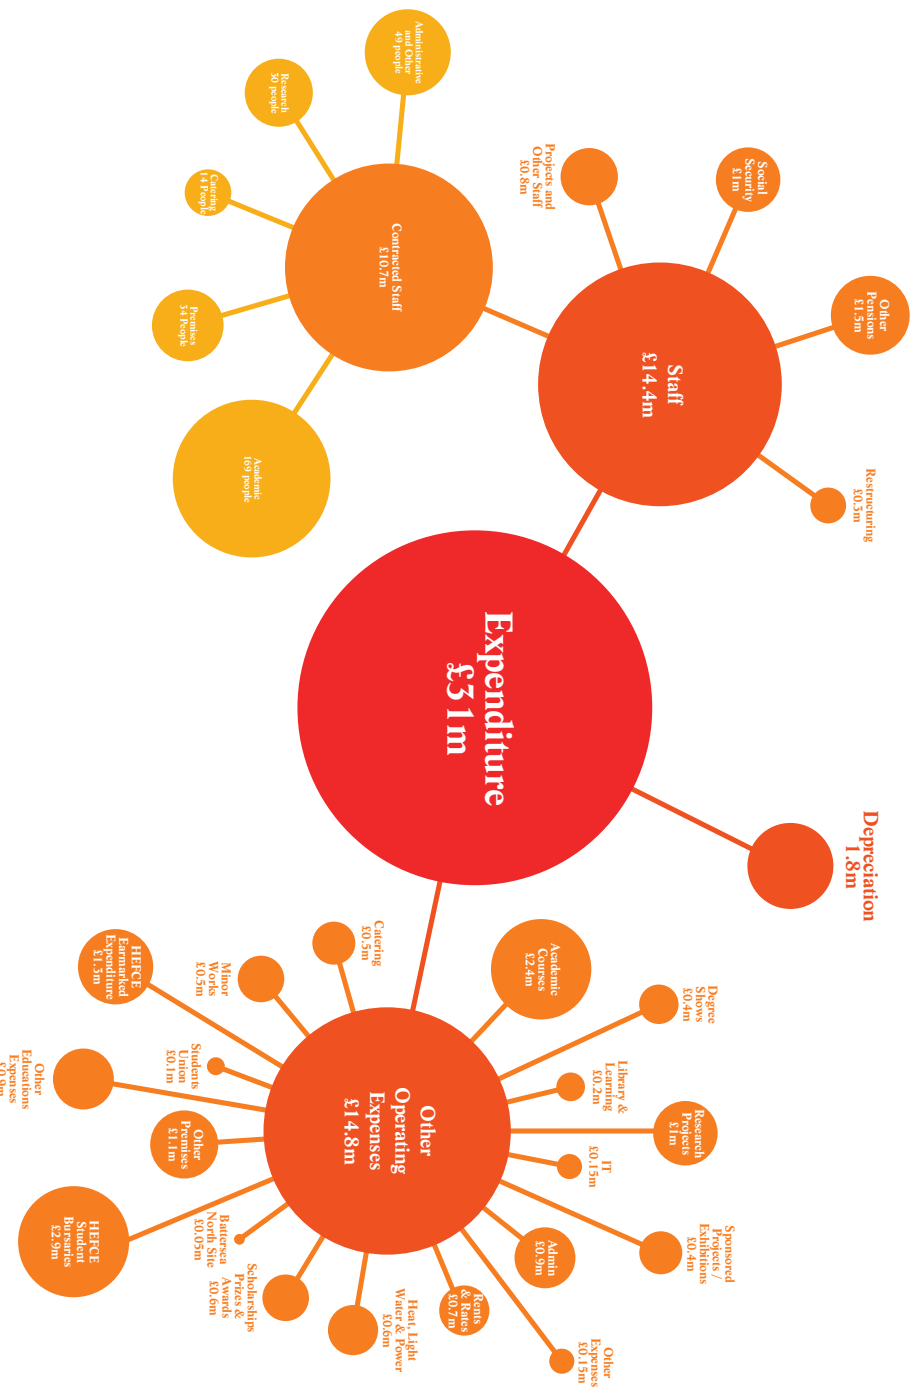 Expenditure
£31m
Staff
£14.4m
Contracted Staff
£10.7m
Administrative
and Other
49 people
Research
30 people
Catering
14 People
Premises
34 People
Academic
169 people
Projects and
Other Staff
£0.8m
Social
Security
£1m
Other
Pensions
£1.5m
Restructuring
£0.3m
Depreciation
1.8m
Other
Operating
Expenses
£14.8m
Academic
Courses
£2.4m
Degree
Shows
£0.4m
Library &
Learning
£0.2m
Research
Projects
£1m
IT
£0.15m
Sponsored
Projects /
Exhibitions
£0.4m
Admin
£0.9m
Other
Expenses
£0.15m
Rents
& Rates
£0.7m
Heat, Light
Water & Power
£0.6m
Scholarships
Prizes &
Awards
£0.6m
Battersea
North Site
£0.05m
HEFCE
Student
Bursaries
£2.9m
Other
Premises
£1.1m
Other
Educations
Expenses
£0.9m
Students
Union
£0.1m
HEFCE
Earmarked
Expenditure
£1.3m
Minor
Works
£0.5m
Catering
£0.5m